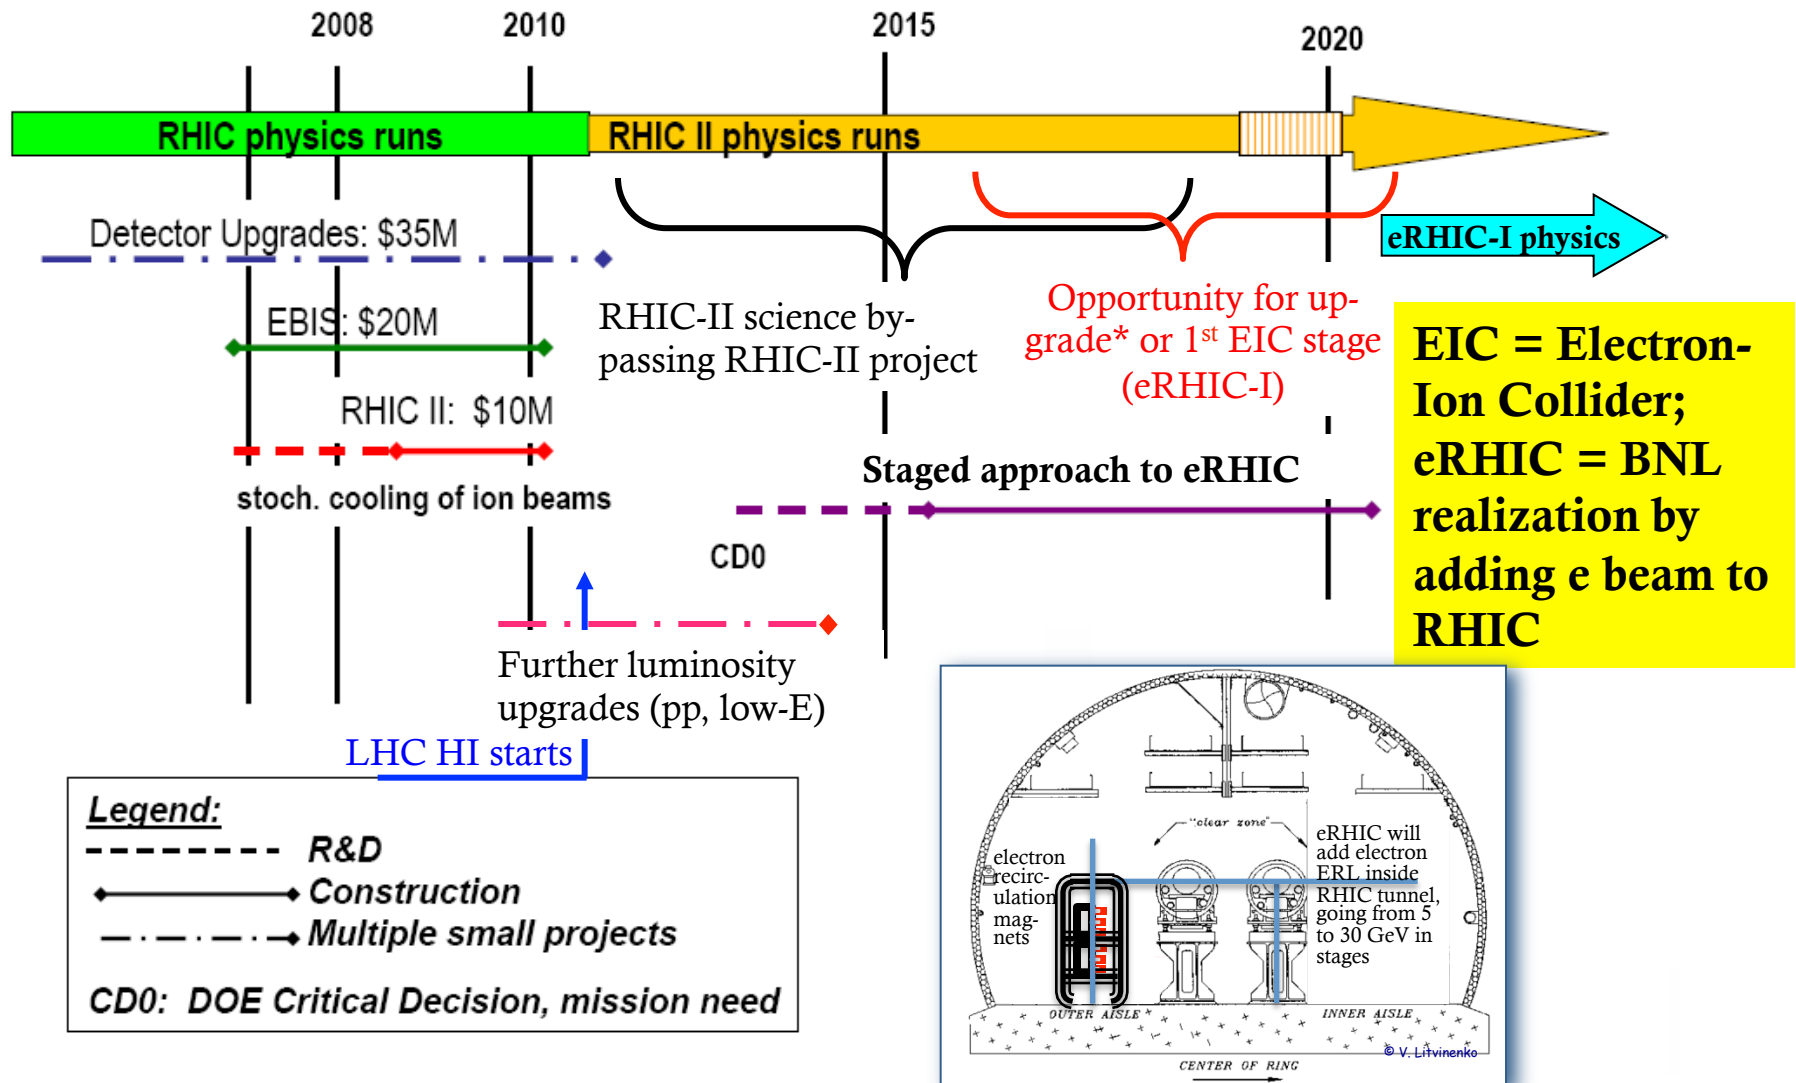 2008
2010
2015
2020
RHIC physics runs
RHIC II physics runs
Detector Upgrades: $35M
eRHIC-I physics
EBIS: $20M
RHIC-II science by-
passing RHIC-II project
Opportunity for up-
grade* or 1st EIC stage
(eRHIC-I)
EIC = Electron-
Ion Collider;
eRHIC = BNL
realization by
adding e beam to
RHIC
RHIC II: $10M
stoch. cooling of ion beams
Staged approach to eRHIC
CD0
Further luminosity
upgrades (pp, low-E)
LHC HI starts
Legend:
R&D
Construction
Multiple small projects
CD0: DOE Critical Decision, mission need
"clear zone"
electron
recirc-
ulation
mag-
nets
eRHIC will
add electron
ERL inside
RHIC tunnel,
going from 5
to 30 GeV in
stages
OUTER AISLE
INNER AISLE
© V. Litvinenko
CENTER OF RING